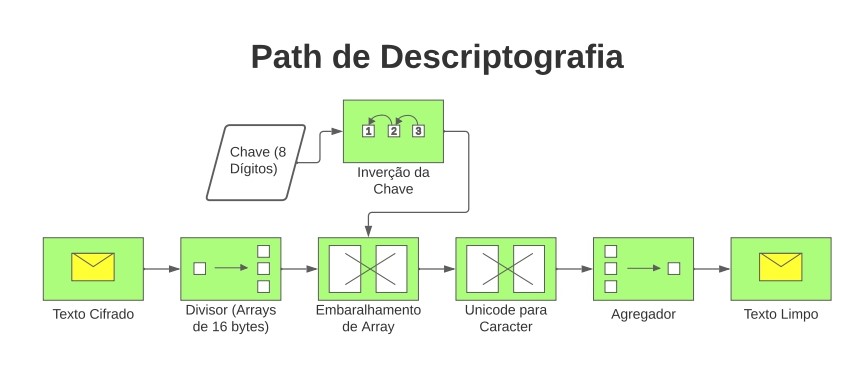 Path de Descriptografia
Chave (8
Dígitos)
1 2 3
Inverção da
Chave
Texto Cifrado
Divisor (Arrays
de 16 bytes)
Embaralhamento
de Array
Unicode para
Caracter
Agregador
Texto Limpo